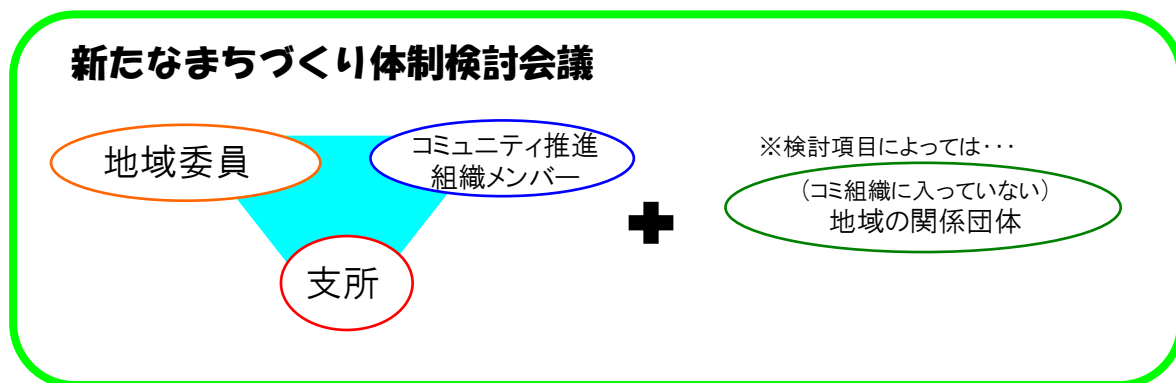 新たなまちづくり体制検討会議
地域委員
コミュニティ推進
組織メンバー
支所
※検討項目によっては・・・
(コミ組織に入っていない)
地域の関係団体